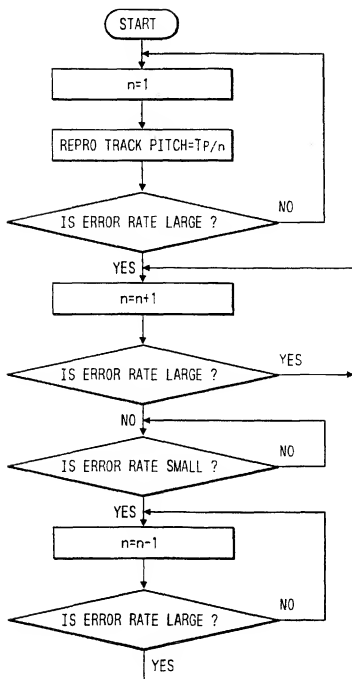 START
n=1
REPRO TRACK PITCH=TP/n
IS ERROR RATE LARGE ?
NO
YES
n=n+1
IS ERROR RATE LARGE ?
YES
NO
IS ERROR RATE SMALL ?
NO
YES
n=n-1
IS ERROR RATE LARGE ?
NO
YES